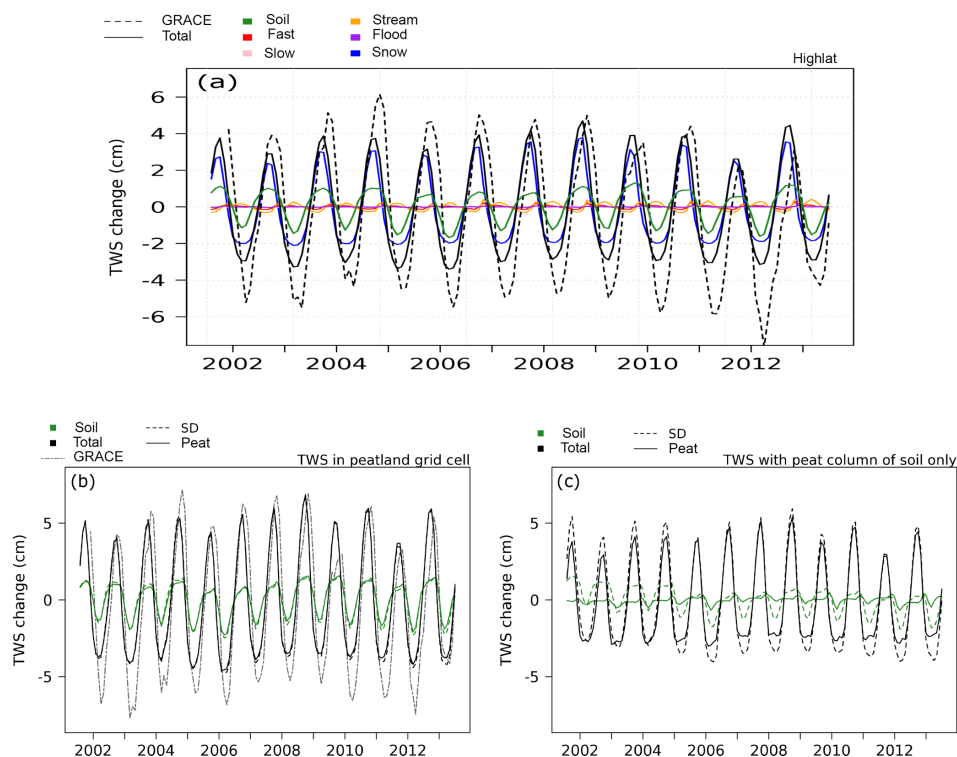 GRACE Soil Stream
Total Fast Flood
Slow Snow
Highlat
(a)
6
4
2
0
-2
-4
-6
TWS change (cm)
2002 2004 2006 2008 2010 2012
Soil SD
Total Peat
GRACE
TWS in peatland grid cell
(b)
5
0
-5
TWS change (cm)
2002 2004 2006 2008 2010 2012
Soil SD
Total Peat
TWS with peat column of soil only
(c)
5
0
-5
TWS change (cm)
2002 2004 2006 2008 2010 2012